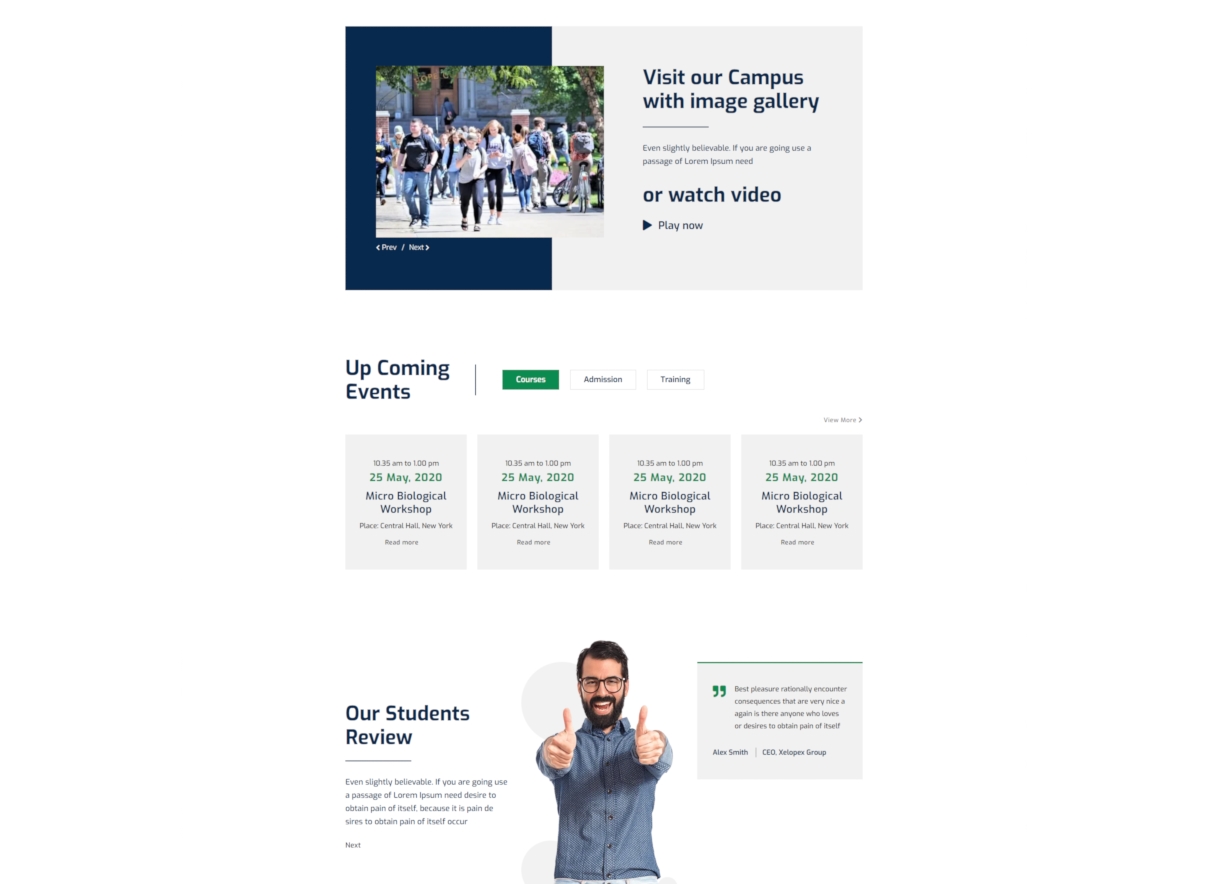 Visit our Campus
with image gallery
Even slightly believable. If you are going use a
passage of Lorem Ipsum need
or watch video
Play now
Prev / Next
Up Coming
Events
Courses
Admission
Training
View More
10.35 am to 1.00 pm
25 May, 2020
Micro Biological
Workshop
Place: Central Hall, New York
Read more
10.35 am to 1.00 pm
25 May, 2020
Micro Biological
Workshop
Place: Central Hall, New York
Read more
10.35 am to 1.00 pm
25 May, 2020
Micro Biological
Workshop
Place: Central Hall, New York
Read more
10.35 am to 1.00 pm
25 May, 2020
Micro Biological
Workshop
Place: Central Hall, New York
Read more
Our Students
Review
Even slightly believable. If you are going use
a passage of Lorem Ipsum need desire to
obtain pain of itself, because it is pain de
sires to obtain pain of itself occur
Next
Best pleasure rationally encounter
consequences that are very nice a
again is there anyone who loves
or desires to obtain pain of itself
Alex Smith | CEO, Xelopex Group